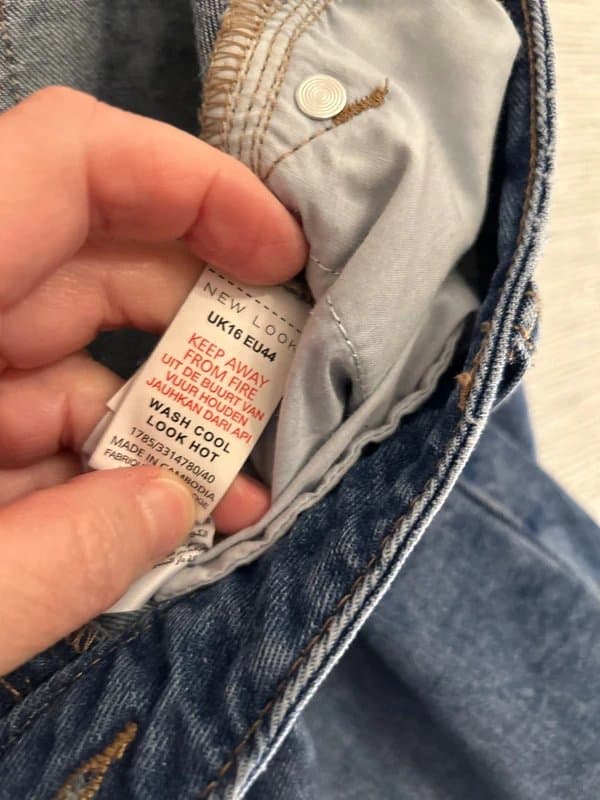 NEW LOOK
UK16 EU44
KEEP AWAY
FROM FIRE
UIT DE BUURT VAN
VUUR HOUDEN
JAUHKAN DARI API
WASH COOL
LOOK HOT
1785/3314780/40
MADE IN CAMBODIA